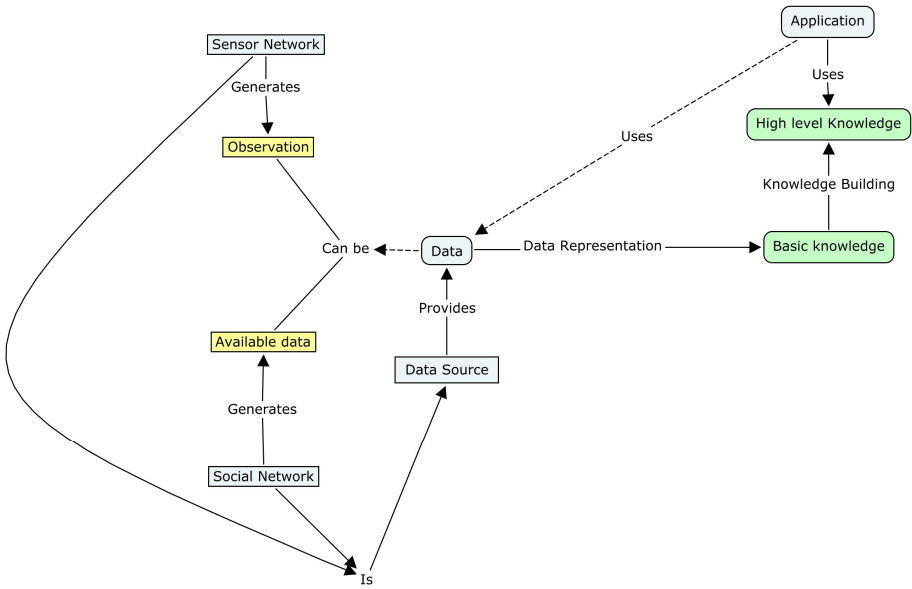 Application
Sensor Network
Uses
Generates
High level Knowledge
Uses
Observation
Knowledge Building
Can be
Data
Data Representation
Basic knowledge
Provides
Available data
Data Source
Generates
Social Network
Is